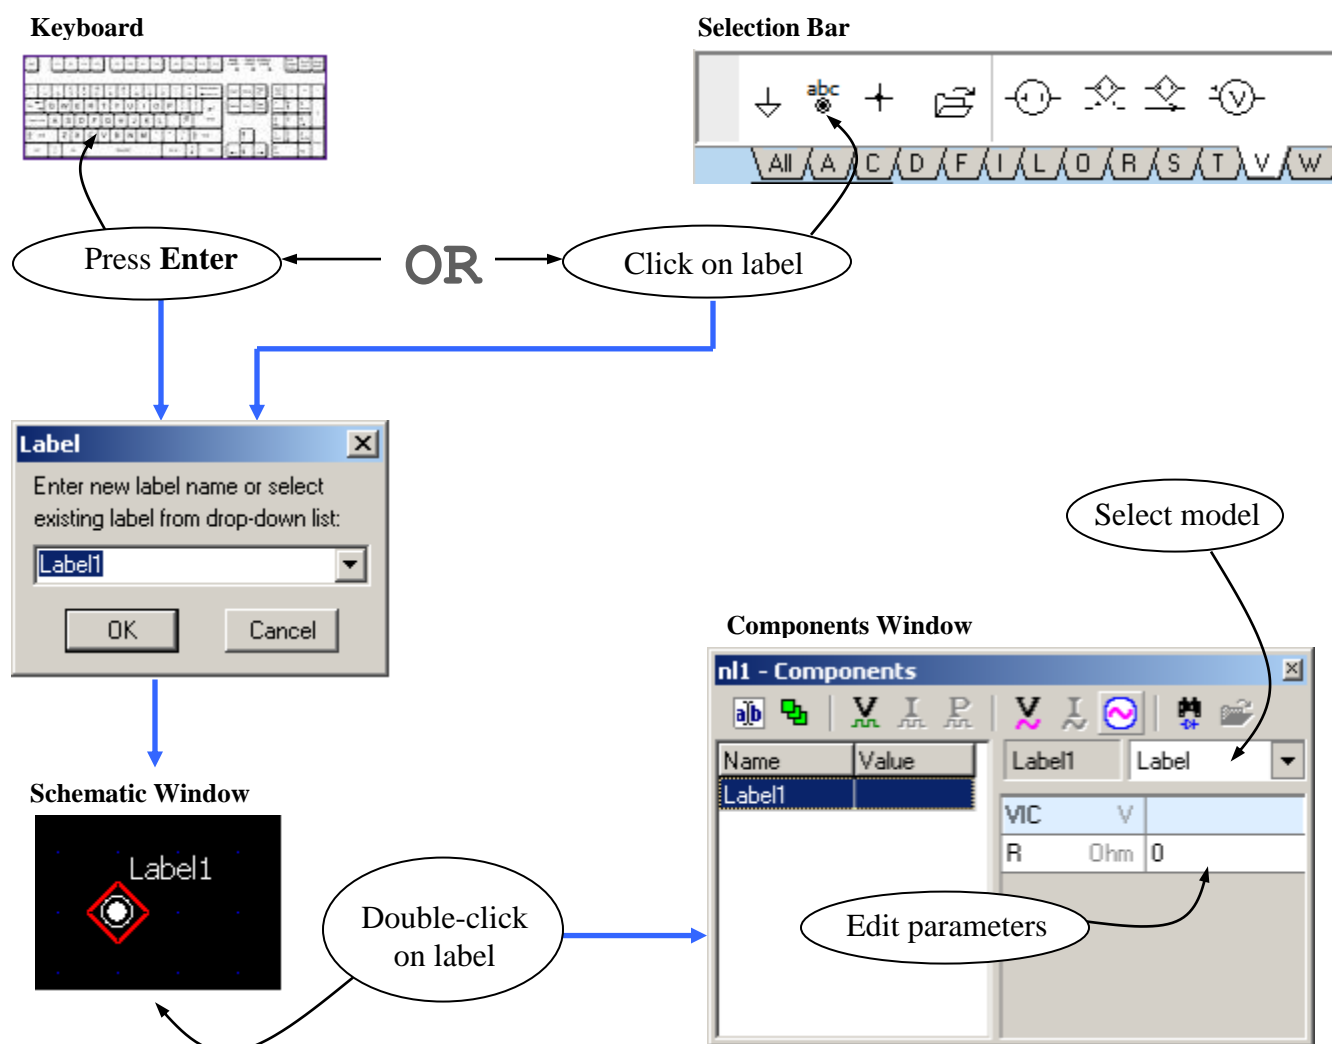 Keyboard
Selection Bar
abc
V
All A C D F I L O R S T V W
Press Enter
OR
Click on label
Label
Enter new label name or select
existing label from drop-down list:
Label1
OK Cancel
Select model
Components Window
nl1 - Components
ab V I P V I
Name Value
Label1 Label
Label1
VIC V
R Ohm 0
Edit parameters
Schematic Window
Label1
Double-click
on label